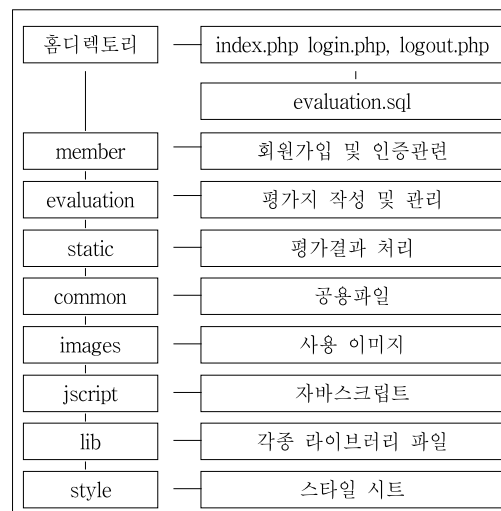 홈디렉토리 index.php login.php, logout.php
evaluation.sql
member 회원가입 및 인증관련
evaluation 평가지 작성 및 관리
static 평가결과 처리
common 공용파일
images 사용 이미지
jscript 자바스크립트
lib 각종 라이브러리 파일
style 스타일 시트